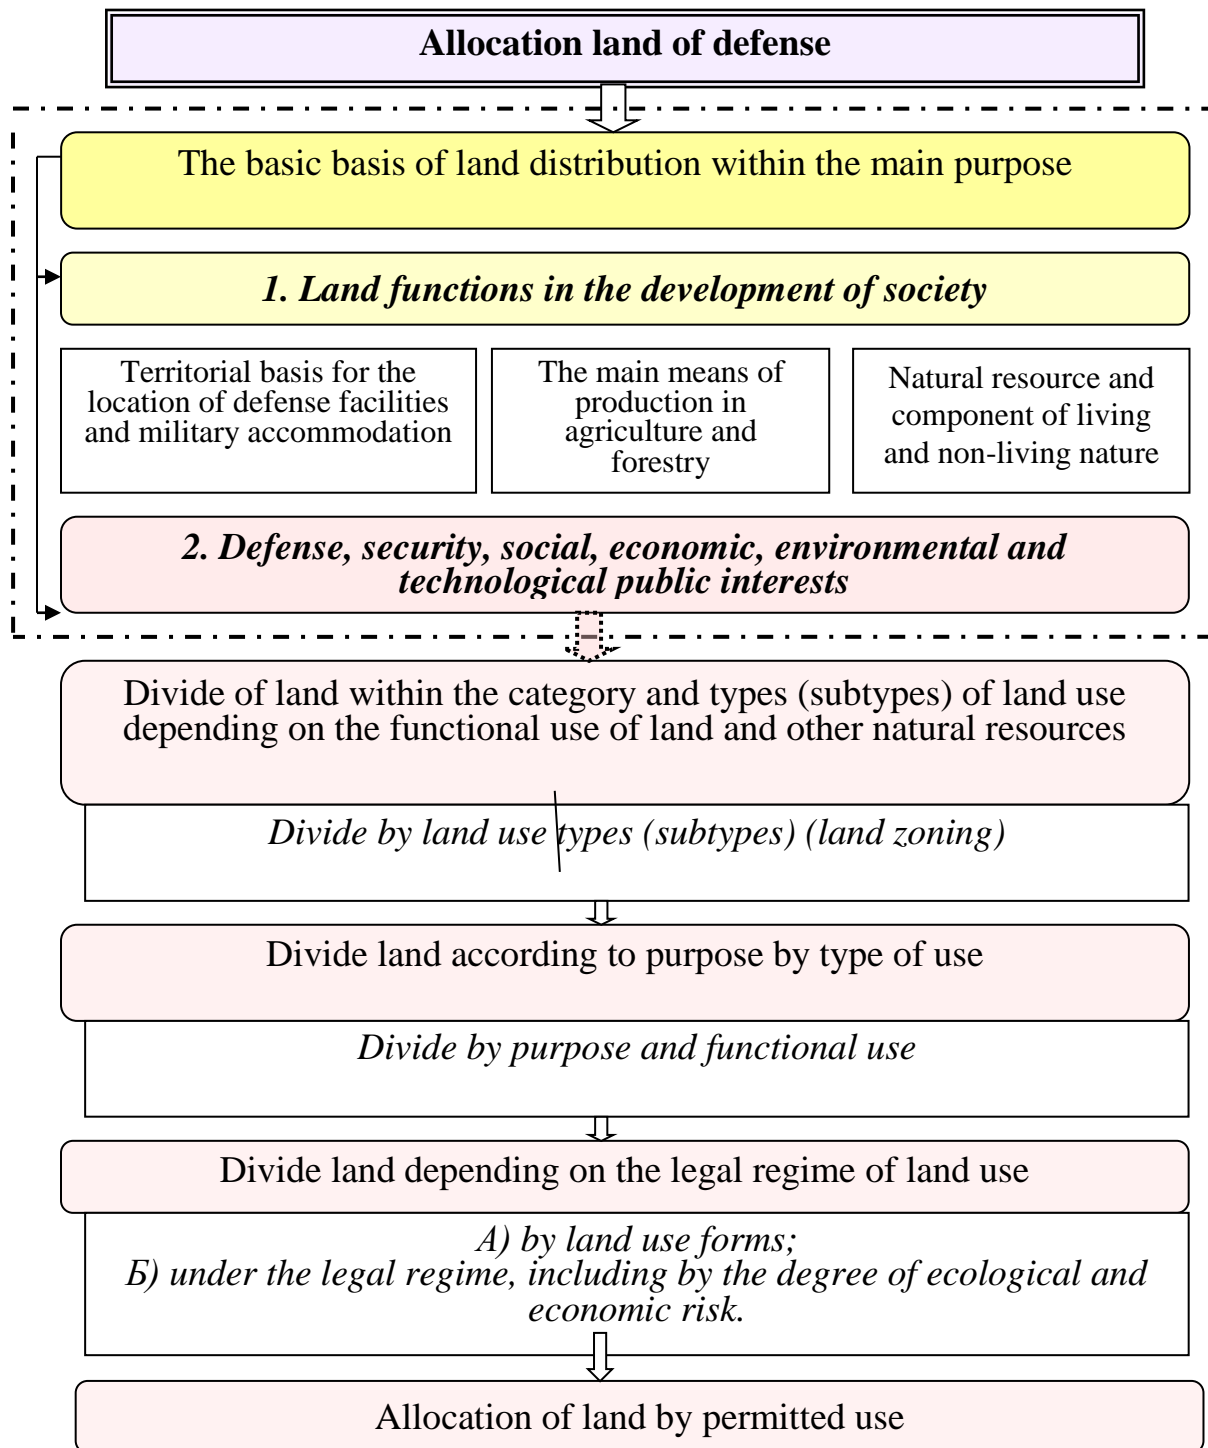 Allocation land of defense
The basic basis of land distribution within the main purpose
1. Land functions in the development of society
Territorial basis for the
location of defense facilities
and military accommodation
The main means of
production in
agriculture and
forestry
Natural resource and
component of living
and non-living nature
2. Defense, security, social, economic, environmental and
technological public interests
Divide of land within the category and types (subtypes) of land use
depending on the functional use of land and other natural resources
Divide by land use types (subtypes) (land zoning)
Divide land according to purpose by type of use
Divide by purpose and functional use
Divide land depending on the legal regime of land use
А) by land use forms;
Б) under the legal regime, including by the degree of ecological and
economic risk.
Allocation of land by permitted use